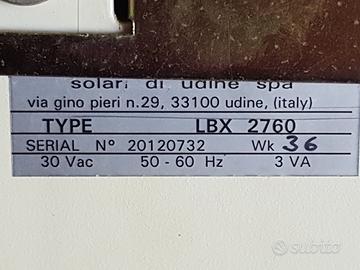 solari di udine spa
via gino pieri n.29, 33100 udine, (italy)
TYPE LBX 2760
SERIAL N° 20120732 Wk 36
30 Vac 50-60 Hz 3 VA
subito